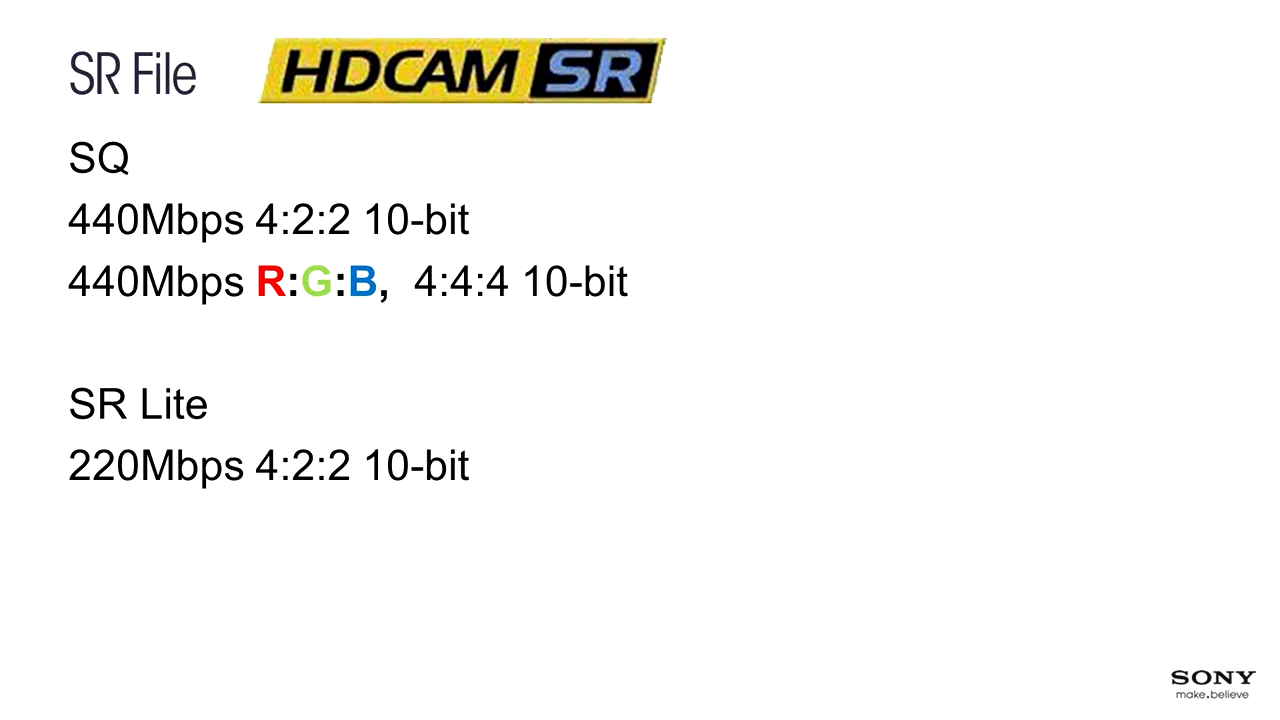 SR File HDCAM SR
SQ
440Mbps 4:2:2 10-bit
440Mbps R:G:B, 4:4:4 10-bit
SR Lite
220Mbps 4:2:2 10-bit
SONY
make.believe